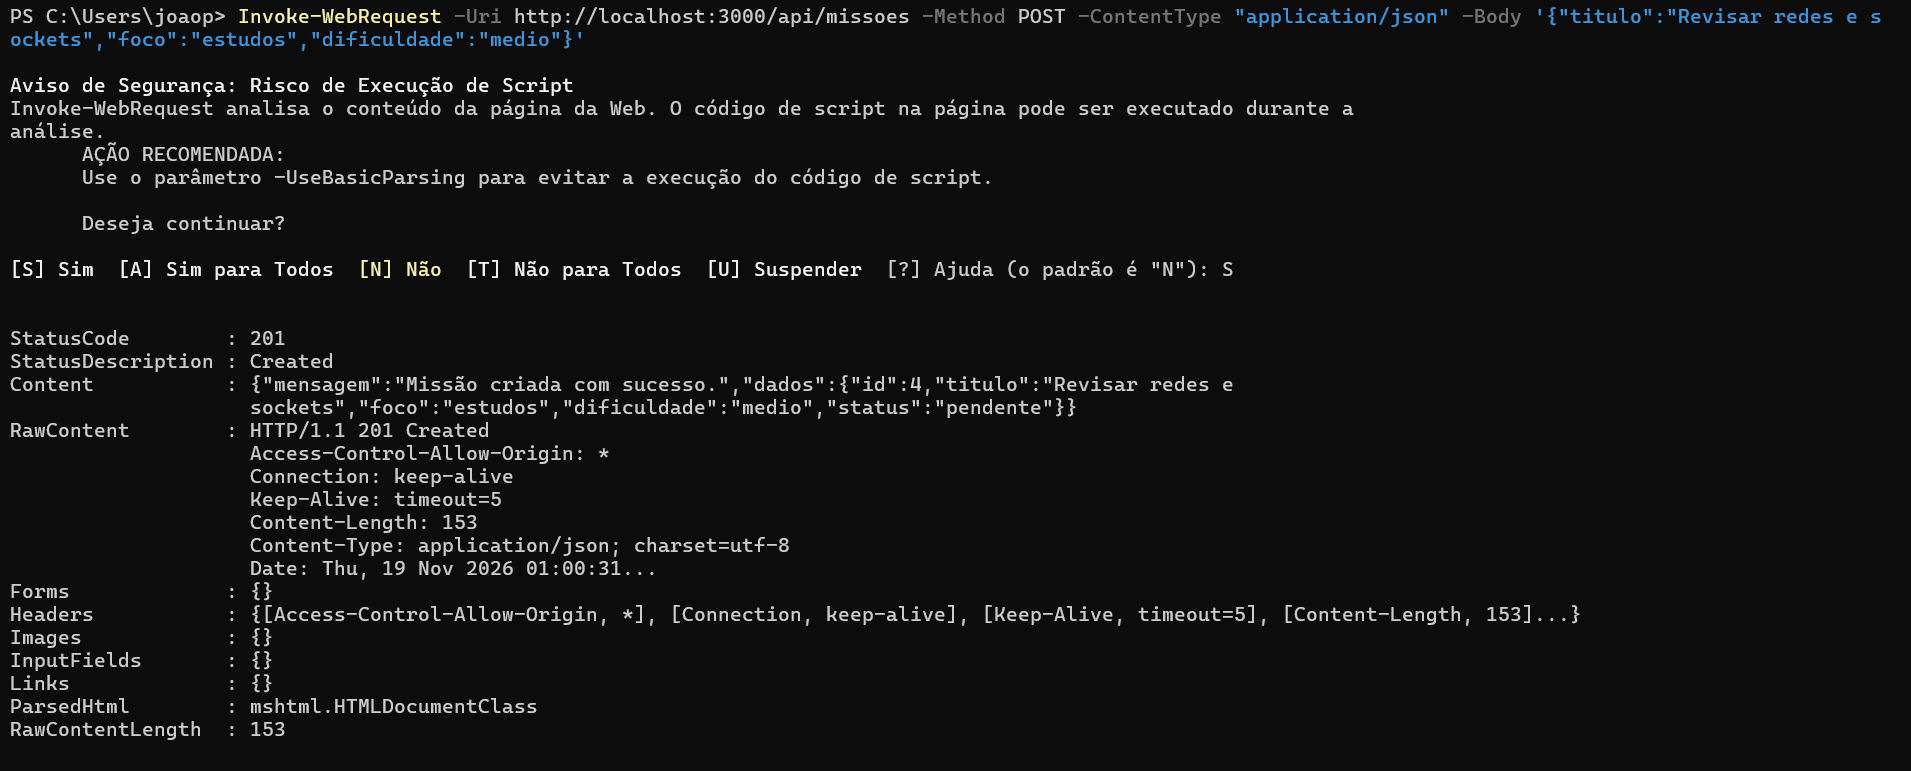 PS C:\Users\joaop> Invoke-WebRequest -Uri http://localhost:3000/api/missoes -Method POST -ContentType "application/json" -Body '{"titulo":"Revisar redes e s
ockets","foco":"estudos","dificuldade":"medio"}'
Aviso de Segurança: Risco de Execução de Script
Invoke-WebRequest analisa o conteúdo da página da Web. O código de script na página pode ser executado durante a
análise.
AÇÃO RECOMENDADA:
Use o parâmetro -UseBasicParsing para evitar a execução do código de script.
Deseja continuar?
[S] Sim  [A] Sim para Todos  [N] Não  [T] Não para Todos  [U] Suspender  [?] Ajuda (o padrão é "N"): S
StatusCode        : 201
StatusDescription : Created
Content           : {"mensagem":"Missão criada com sucesso.","dados":{"id":4,"titulo":"Revisar redes e
                    sockets","foco":"estudos","dificuldade":"medio","status":"pendente"}}
RawContent        : HTTP/1.1 201 Created
                    Access-Control-Allow-Origin: *
                    Connection: keep-alive
                    Keep-Alive: timeout=5
                    Content-Length: 153
                    Content-Type: application/json; charset=utf-8
                    Date: Thu, 19 Nov 2026 01:00:31...
Forms             : {}
Headers           : {[Access-Control-Allow-Origin, *], [Connection, keep-alive], [Keep-Alive, timeout=5], [Content-Length, 153]...}
Images            : {}
InputFields       : {}
Links             : {}
ParsedHtml        : mshtml.HTMLDocumentClass
RawContentLength  : 153